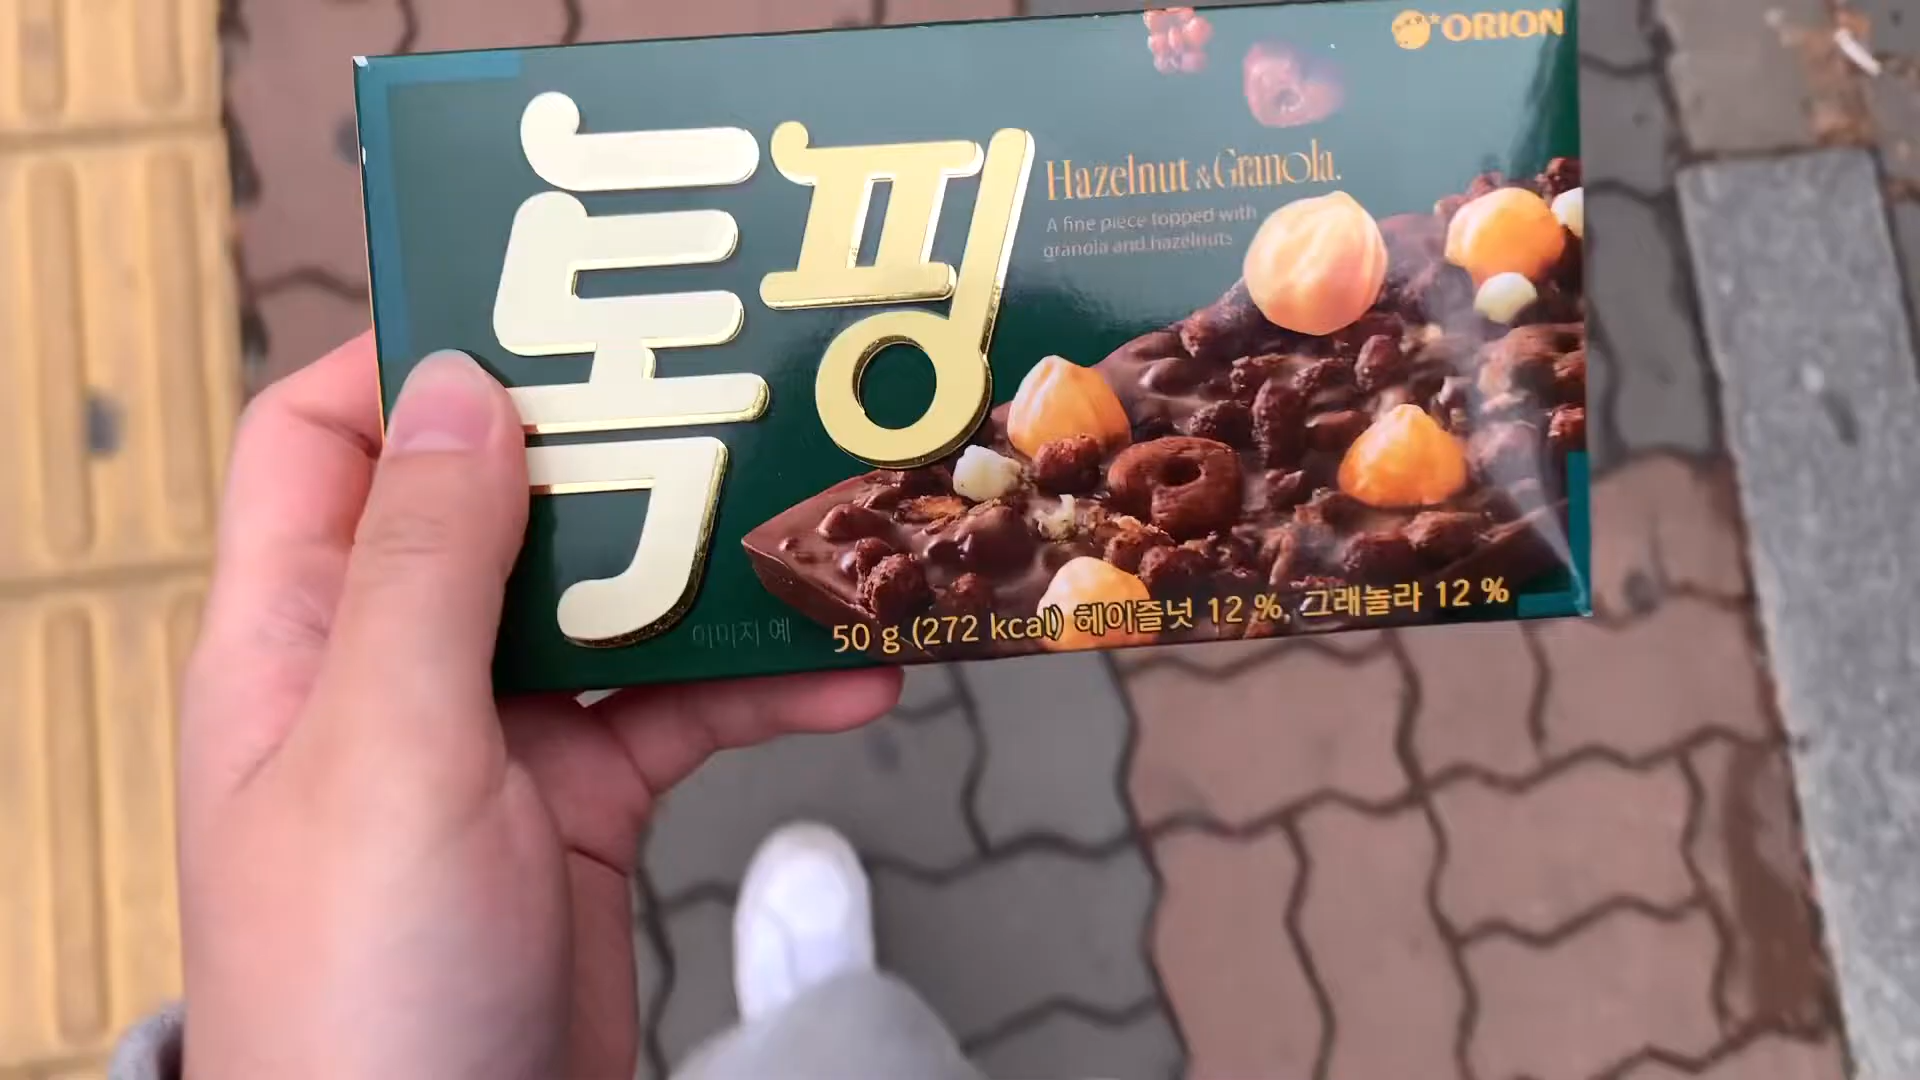 ORION
톡핑
Hazelnut & Granola.
A fine piece topped with
granola and hazelnuts
이미지 예
50 g (272 kcal) 헤이즐넛 12 %, 그래놀라 12 %